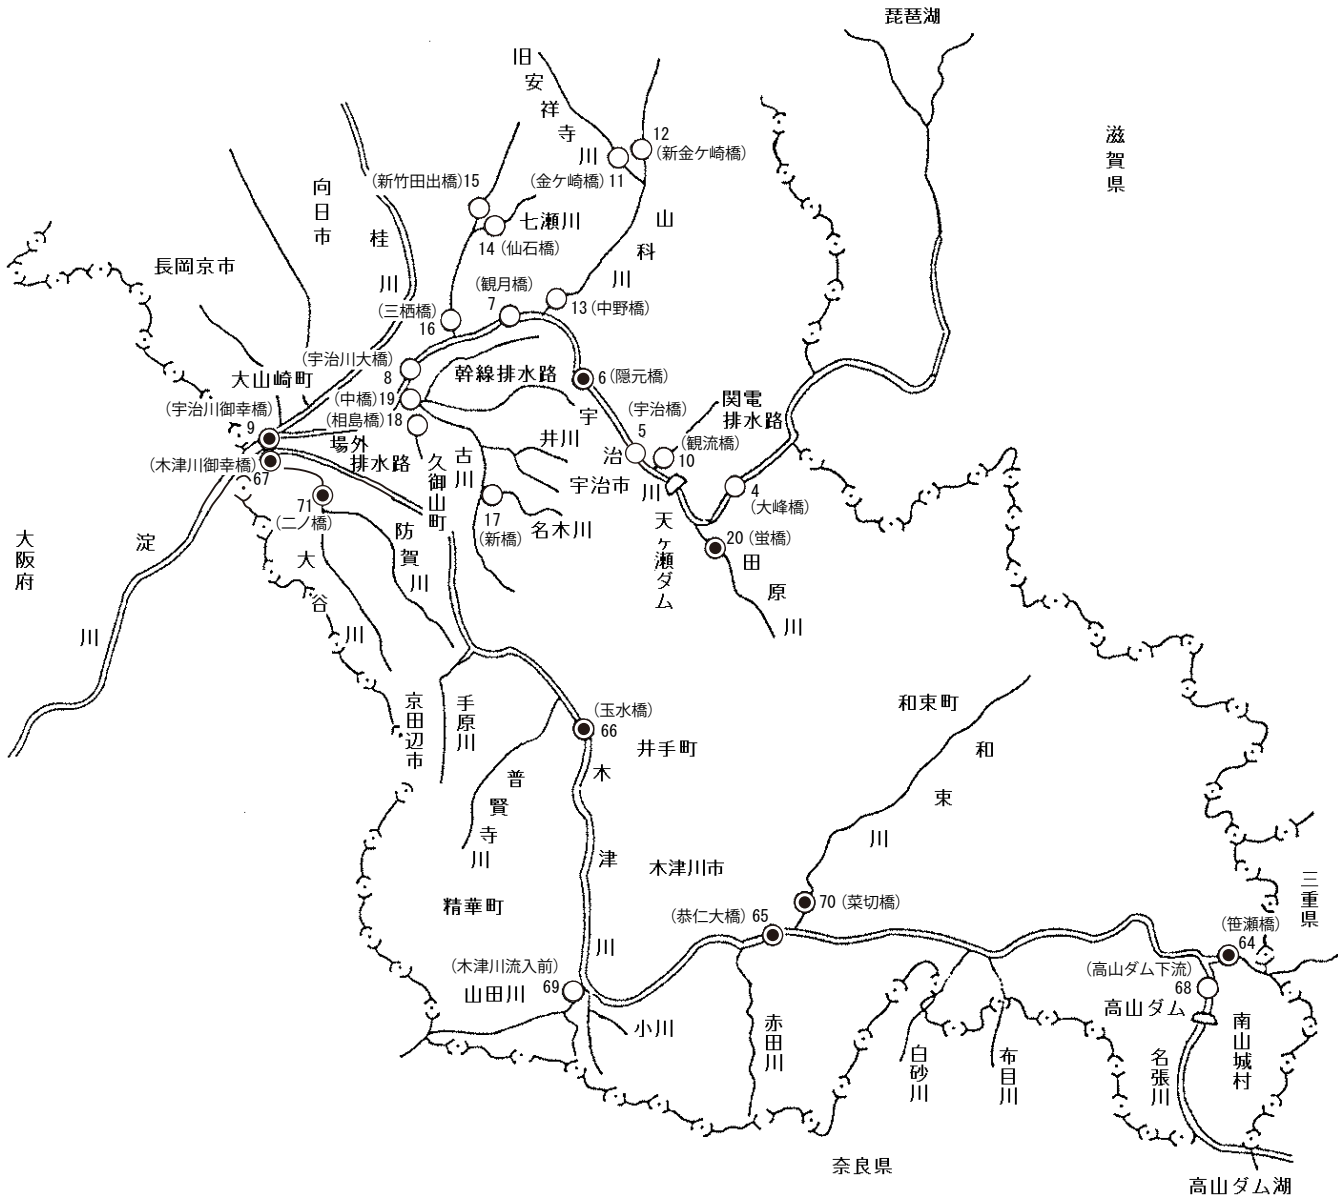 琵琶湖
旧安祥寺川
12
(新金ケ崎橋)
滋賀県
(新竹田出橋)15
(金ケ崎橋)11
向日市
桂川
七瀬川
14(仙石橋)
山科川
長岡京市
(観月橋)
7
13(中野橋)
(三栖橋)
16
(宇治川大橋)
8
大山崎町
幹線排水路
6(隠元橋)
(中橋)19
関電
排水路
(宇治川御幸橋)
9
(相島橋)18
(宇治橋)
5
宇治川
(観流橋)
10
場外
排水路
井川
(木津川御幸橋)
67
久御山町
古川
宇治市
4
(大峰橋)
71
(二ノ橋)
17
(新橋)
名木川
天ヶ瀬ダム
20(蛍橋)
田原川
大阪府
淀川
大谷川
防賀川
京田辺市
手原川
(玉水橋)
66
井手町
和束町
和束川
普賢寺川
木津川
木津川市
精華町
70(菜切橋)
(恭仁大橋)65
三重県
(笹瀬橋)
64
(木津川流入前)
69
山田川
(高山ダム下流)
68
高山ダム
小川
赤田川
白砂川
布目川
名張川
南山城村
奈良県
高山ダム湖